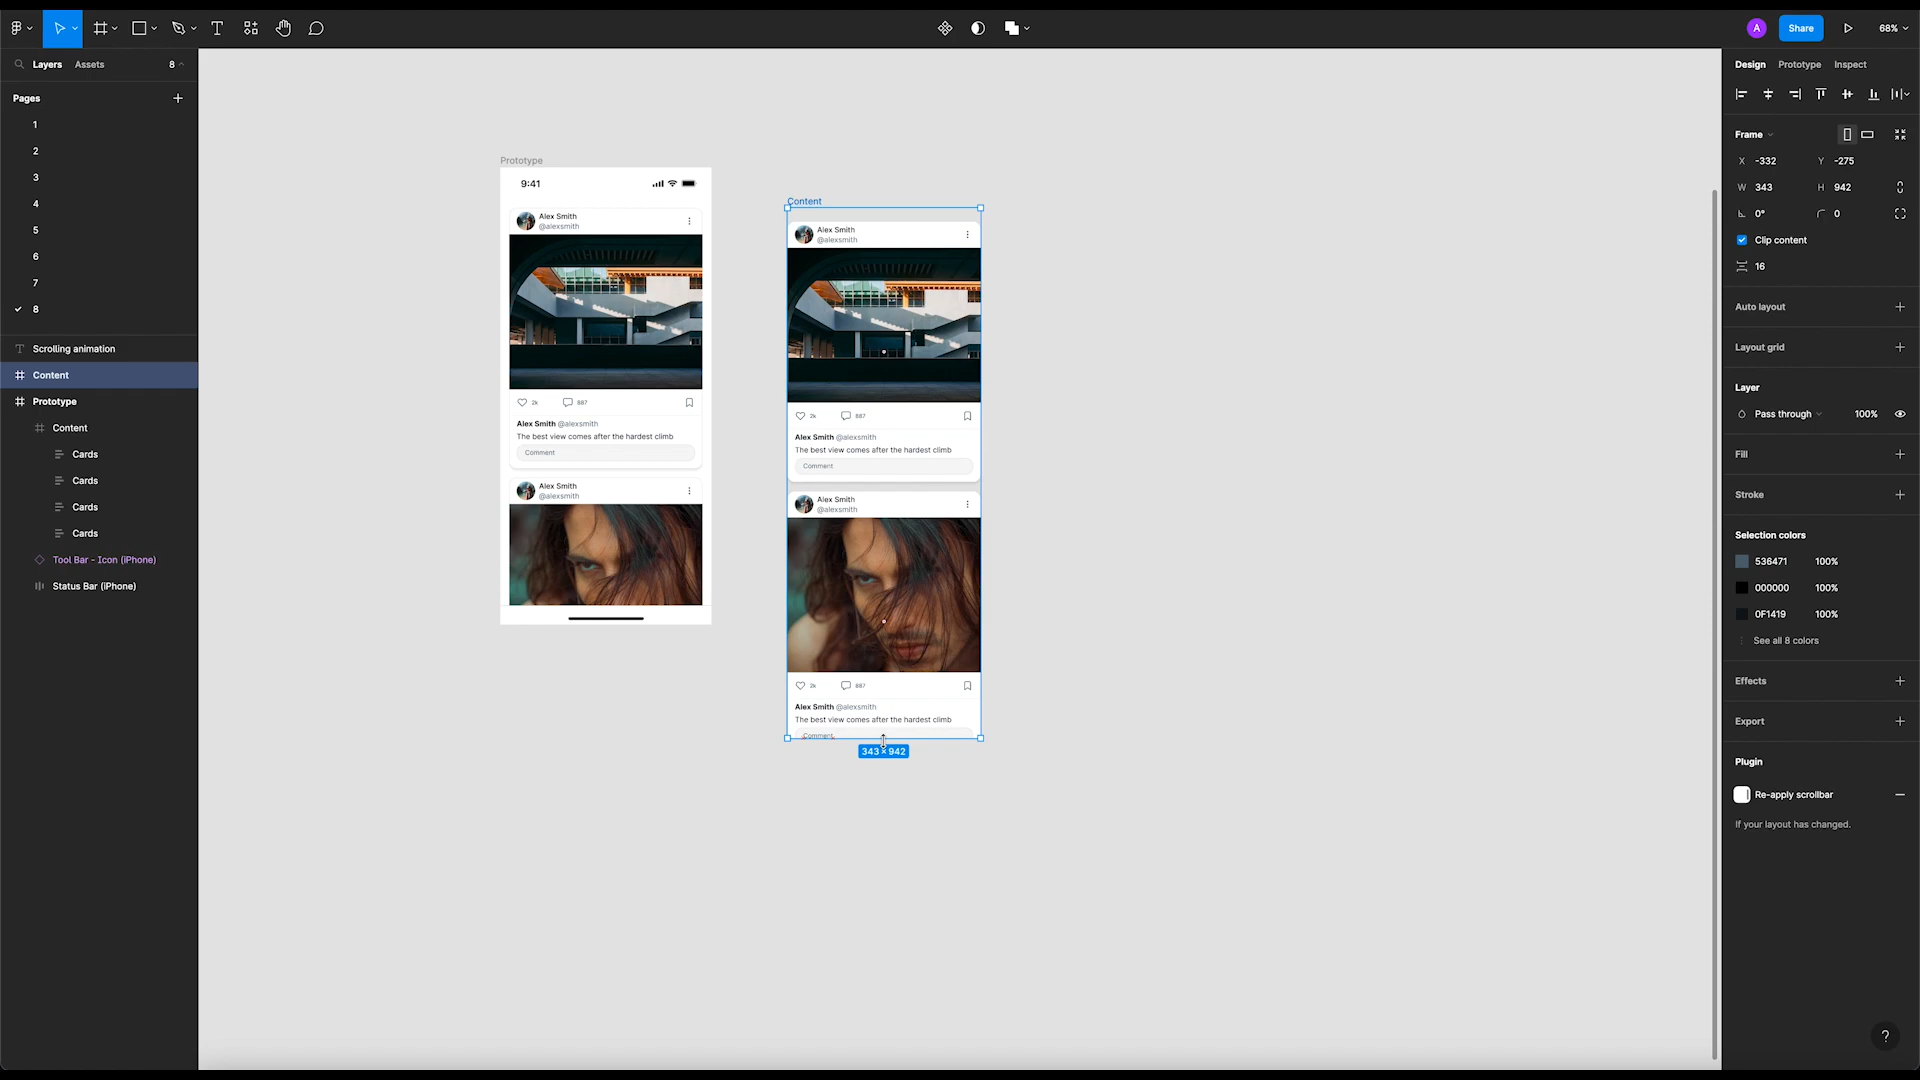 Share
68%
Layers
Assets
8
Pages
1
2
3
4
5
6
7
8
Scrolling animation
Content
Prototype
Content
Cards
Cards
Cards
Cards
Tool Bar - Icon (iPhone)
Status Bar (iPhone)
Prototype
9:41
Alex Smith
@alexsmith
2k
887
Alex Smith @alexsmith
The best view comes after the hardest climb
Comment
Alex Smith
@alexsmith
Content
Alex Smith
@alexsmith
2k
887
Alex Smith @alexsmith
The best view comes after the hardest climb
Comment
Alex Smith
@alexsmith
2k
887
Alex Smith @alexsmith
The best view comes after the hardest climb
Comment
343 × 942
A
Design
Prototype
Inspect
Frame
X -332
Y -275
W 343
H 942
0°
0
Clip content
16
Auto layout
Layout grid
Layer
Pass through
100%
Fill
Stroke
Selection colors
536471 100%
000000 100%
0F1419 100%
See all 8 colors
Effects
Export
Plugin
Re-apply scrollbar
If your layout has changed.
?